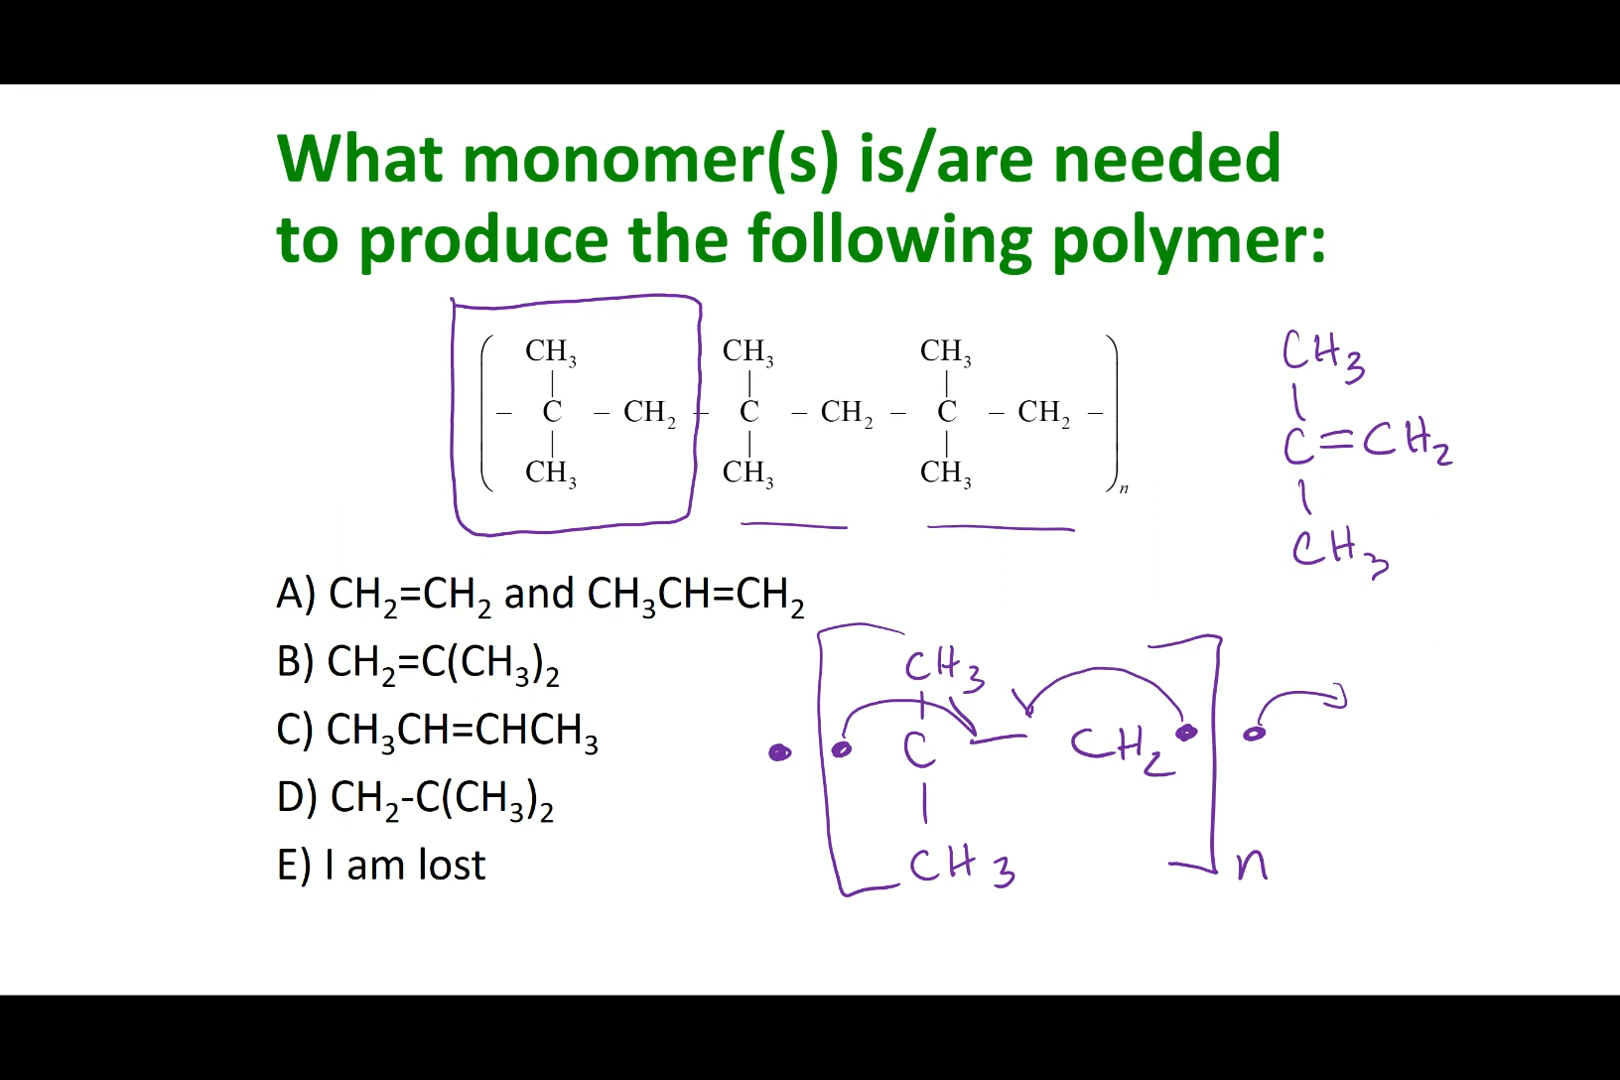 What monomer(s) is/are needed
to produce the following polymer:
CH₃ CH₃ CH₃
– C – CH₂ – C – CH₂ – C – CH₂ –
CH₃ CH₃ CH₃
n
CH₃
C=CH₂
CH₃
A) CH₂=CH₂ and CH₃CH=CH₂
B) CH₂=C(CH₃)₂
C) CH₃CH=CHCH₃
D) CH₂-C(CH₃)₂
E) I am lost
CH₃
C – CH₂
CH₃
n